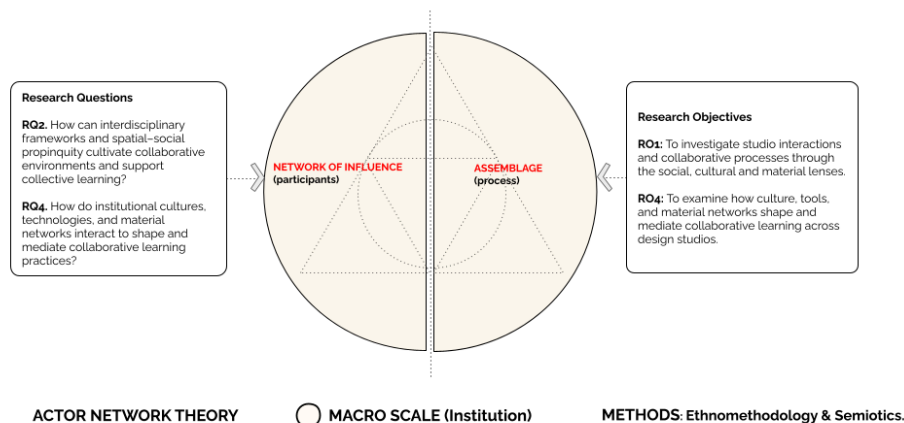 Research Questions
RQ2. How can interdisciplinary
frameworks and spatial–social
propinquity cultivate collaborative
environments and support
collective learning?
RQ4. How do institutional cultures,
technologies, and material
networks interact to shape and
mediate collaborative learning
practices?
NETWORK OF INFLUENCE
(participants)
ASSEMBLAGE
(process)
Research Objectives
RO1: To investigate studio interactions
and collaborative processes through
the social, cultural and material lenses.
RO4: To examine how culture, tools,
and material networks shape and
mediate collaborative learning across
design studios.
ACTOR NETWORK THEORY
MACRO SCALE (Institution)
METHODS: Ethnomethodology & Semiotics.